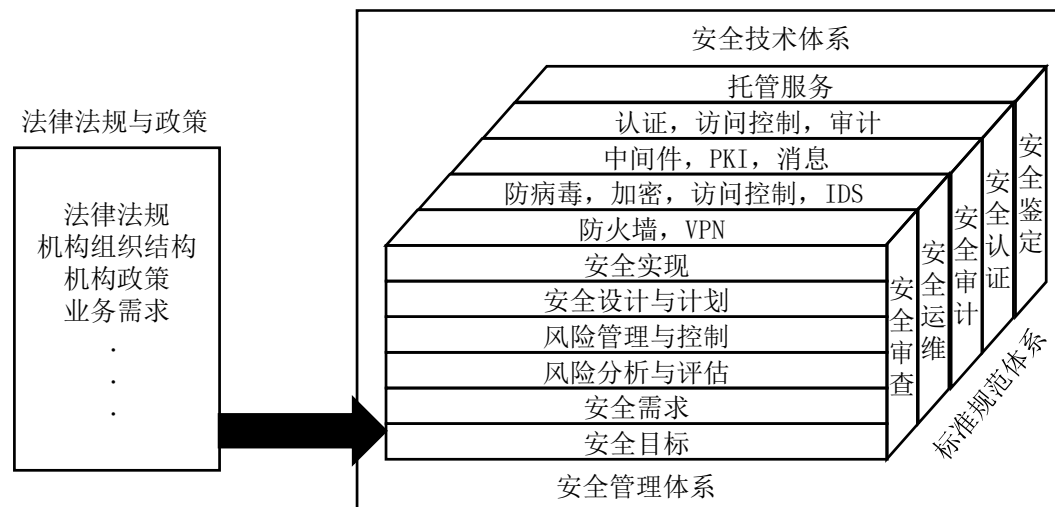 法律法规与政策
法律法规
机构组织结构
机构政策
业务需求
.
.
.
安全技术体系
托管服务
认证，访问控制，审计
中间件，PKI，消息
防病毒，加密，访问控制，IDS
防火墙，VPN
安全实现
安全设计与计划
风险管理与控制
风险分析与评估
安全需求
安全目标
安全管理体系
安全审查
安全运维
安全审计
安全认证
安全鉴定
标准规范体系